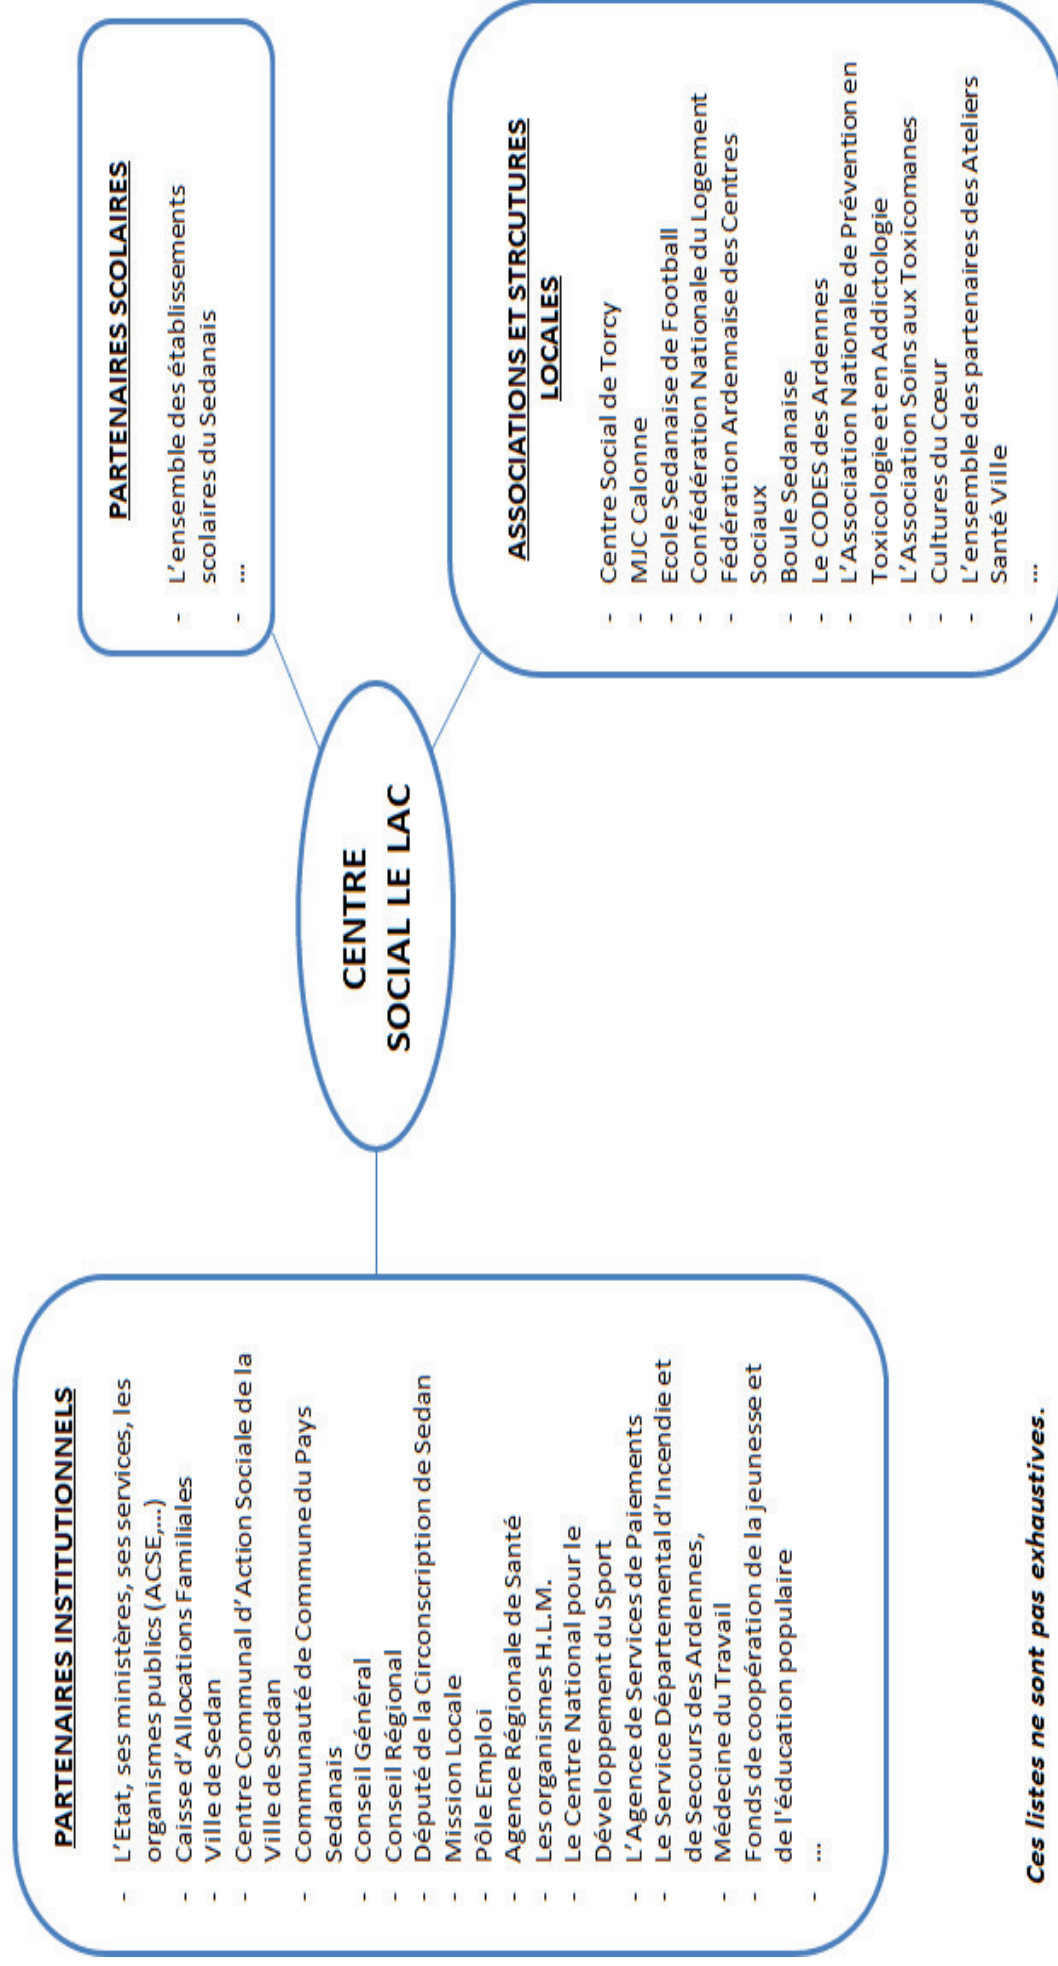 PARTENAIRES INSTITUTIONNELS
- L'Etat, ses ministères, ses services, les
organismes publics (ACSE,...)
- Caisse d'Allocations Familiales
- Ville de Sedan
- Centre Communal d'Action Sociale de la
Ville de Sedan
- Communauté de Commune du Pays
Sedanais
- Conseil Général
- Conseil Régional
- Député de la Circonscription de Sedan
- Mission Locale
- Pôle Emploi
- Agence Régionale de Santé
- Les organismes H.L.M.
- Le Centre National pour le
Développement du Sport
- L'Agence de Services de Paiements
- Le Service Départemental d'Incendie et
de Secours des Ardennes,
- Médecine du Travail
- Fonds de coopération de la jeunesse et
de l'éducation populaire
- ...
CENTRE
SOCIAL LE LAC
PARTENAIRES SCOLAIRES
- L'ensemble des établissements
scolaires du Sedanais
- ...
ASSOCIATIONS ET STRCUTURES
LOCALES
- Centre Social de Torcy
- MJC Calonne
- Ecole Sedanaise de Football
- Confédération Nationale du Logement
- Fédération Ardennaise des Centres
Sociaux
- Boule Sedanaise
- Le CODES des Ardennes
- L'Association Nationale de Prévention en
Toxicologie et en Addictologie
- L'Association Soins aux Toxicomanes
- Cultures du Cœur
- L'ensemble des partenaires des Ateliers
Santé Ville
- ...
Ces listes ne sont pas exhaustives.